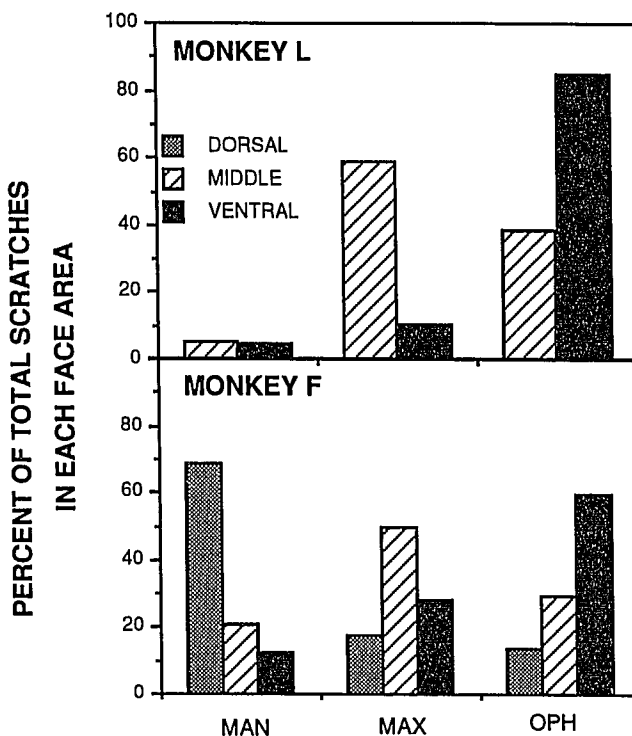 PERCENT OF TOTAL SCRATCHES
IN EACH FACE AREA
100
80
60
40
20
0
MONKEY L
DORSAL
MIDDLE
VENTRAL
MONKEY F
80
60
40
20
0
MAN MAX OPH